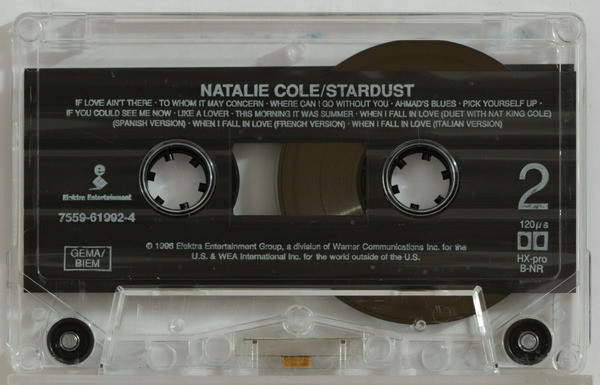 NATALIE COLE/STARDUST
IF LOVE AIN'T THERE · TO WHOM IT MAY CONCERN · WHERE CAN I GO WITHOUT YOU · AHMAD'S BLUES · PICK YOURSELF UP ·
IF YOU COULD SEE ME NOW · LIKE A LOVER · THIS MORNING IT WAS SUMMER · WHEN I FALL IN LOVE (DUET WITH NAT KING COLE)
(SPANISH VERSION) · WHEN I FALL IN LOVE (FRENCH VERSION) · WHEN I FALL IN LOVE (ITALIAN VERSION)
Elektra Entertainment
7559-61992-4
2
120μs
HX-pro
B-NR
GEMA/
BIEM
© 1996 Elektra Entertainment Group, a division of Warner Communications Inc. for the
U.S. & WEA International Inc. for the world outside of the U.S.